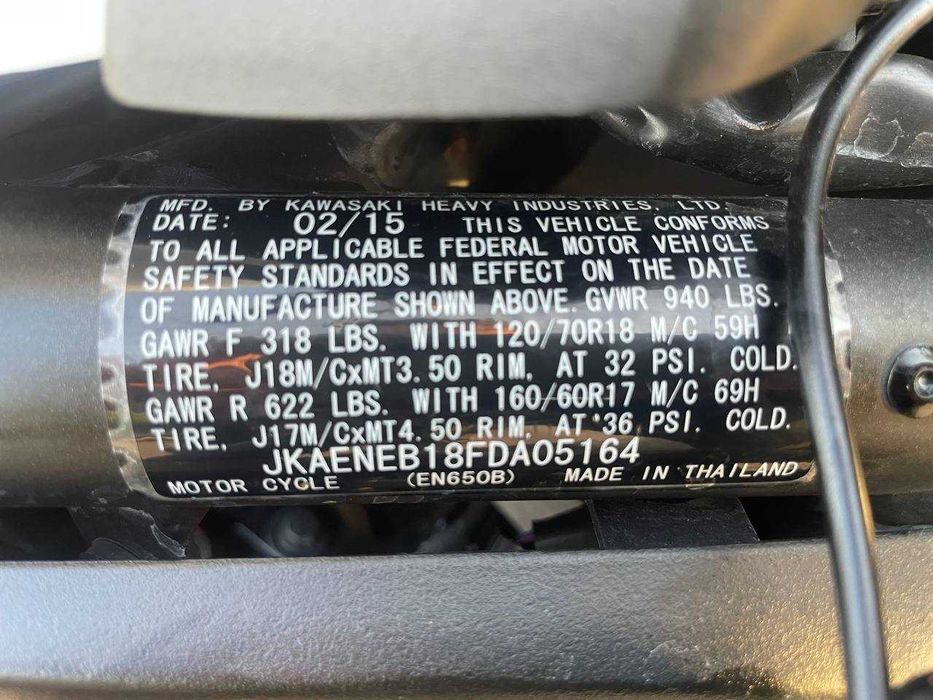 MFD. BY KAWASAKI HEAVY INDUSTRIES, LTD.
DATE: 02/15 THIS VEHICLE CONFORMS
TO ALL APPLICABLE FEDERAL MOTOR VEHICLE
SAFETY STANDARDS IN EFFECT ON THE DATE
OF MANUFACTURE SHOWN ABOVE. GVWR 940 LBS.
GAWR F 318 LBS. WITH 120/70R18 M/C 59H
TIRE, J18M/CxMT3.50 RIM, AT 32 PSI. COLD.
GAWR R 622 LBS. WITH 160/60R17 M/C 69H
TIRE, J17M/CxMT4.50 RIM, AT 36 PSI. COLD.
JKAENEB18FDA05164
MOTOR CYCLE (EN650B) MADE IN THAILAND